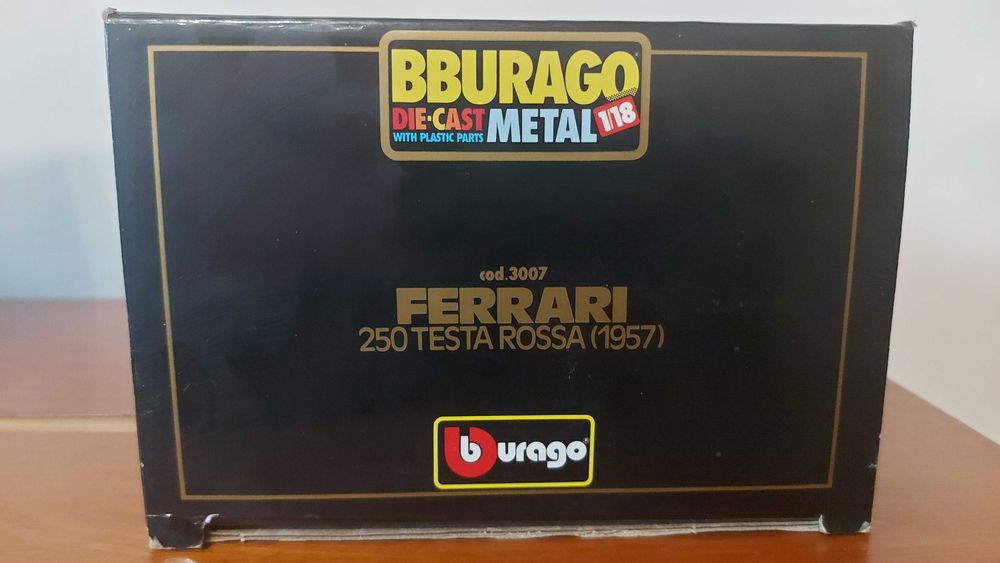 BBURAGO
DIE-CAST METAL 1/18
WITH PLASTIC PARTS
cod.3007
FERRARI
250 TESTA ROSSA (1957)
burago